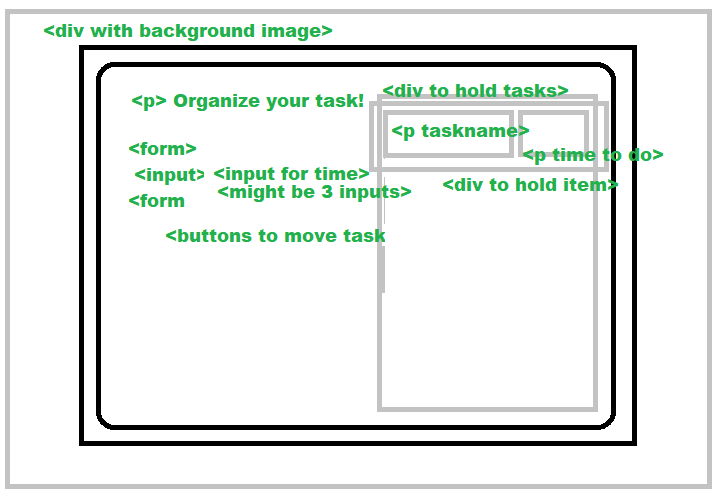 <div with background image>
<p> Organize your task!
<div to hold tasks>
<p taskname>
<p time to do>
<form>
<input>
<input for time>
<might be 3 inputs>
<form
<div to hold item>
<buttons to move task